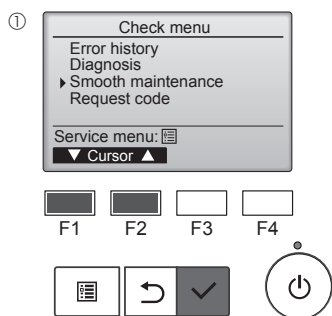 ①
Check menu
Error history
Diagnosis
Smooth maintenance
Request code
Service menu:
▼ Cursor ▲
F1 F2 F3 F4